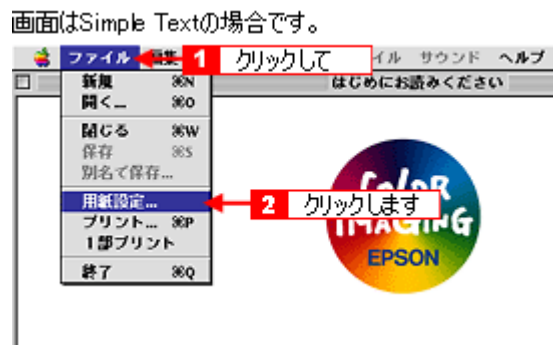 画面はSimple Textの場合です。
ファイル 編集 1 クリックして イル サウンド ヘルプ
はじめにお読みください
新規 ⌘N
開く... ⌘O
閉じる ⌘W
保存 ⌘S
別名で保存...
用紙設定... 2 クリックします
プリント... ⌘P
1部プリント
終了 ⌘Q
COLOR
IMAGING
EPSON